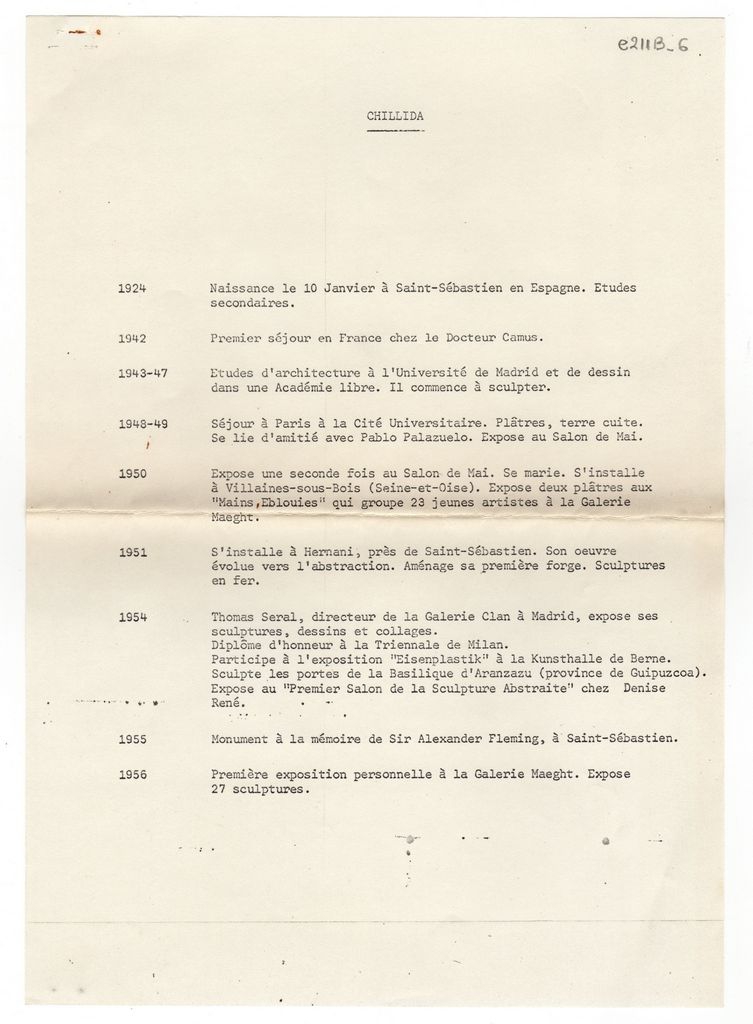 e211B_6
CHILLIDA
1924 Naissance le 10 Janvier à Saint-Sébastien en Espagne. Etudes
secondaires.
1942 Premier séjour en France chez le Docteur Camus.
1943-47 Etudes d'architecture à l'Université de Madrid et de dessin
dans une Académie libre. Il commence à sculpter.
1948-49 Séjour à Paris à la Cité Universitaire. Plâtres, terre cuite.
Se lie d'amitié avec Pablo Palazuelo. Expose au Salon de Mai.
1950 Expose une seconde fois au Salon de Mai. Se marie. S'installe
à Villaines-sous-Bois (Seine-et-Oise). Expose deux plâtres aux
"Mains,Eblouies" qui groupe 23 jeunes artistes à la Galerie
Maeght.
1951 S'installe à Hernani, près de Saint-Sébastien. Son oeuvre
évolue vers l'abstraction. Aménage sa première forge. Sculptures
en fer.
1954 Thomas Seral, directeur de la Galerie Clan à Madrid, expose ses
sculptures, dessins et collages.
Diplôme d'honneur à la Triennale de Milan.
Participe à l'exposition "Eisenplastik" à la Kunsthalle de Berne.
Sculpte les portes de la Basilique d'Aranzazu (province de Guipuzcoa).
Expose au "Premier Salon de la Sculpture Abstraite" chez Denise
René.
1955 Monument à la mémoire de Sir Alexander Fleming, à Saint-Sébastien.
1956 Première exposition personnelle à la Galerie Maeght. Expose
27 sculptures.